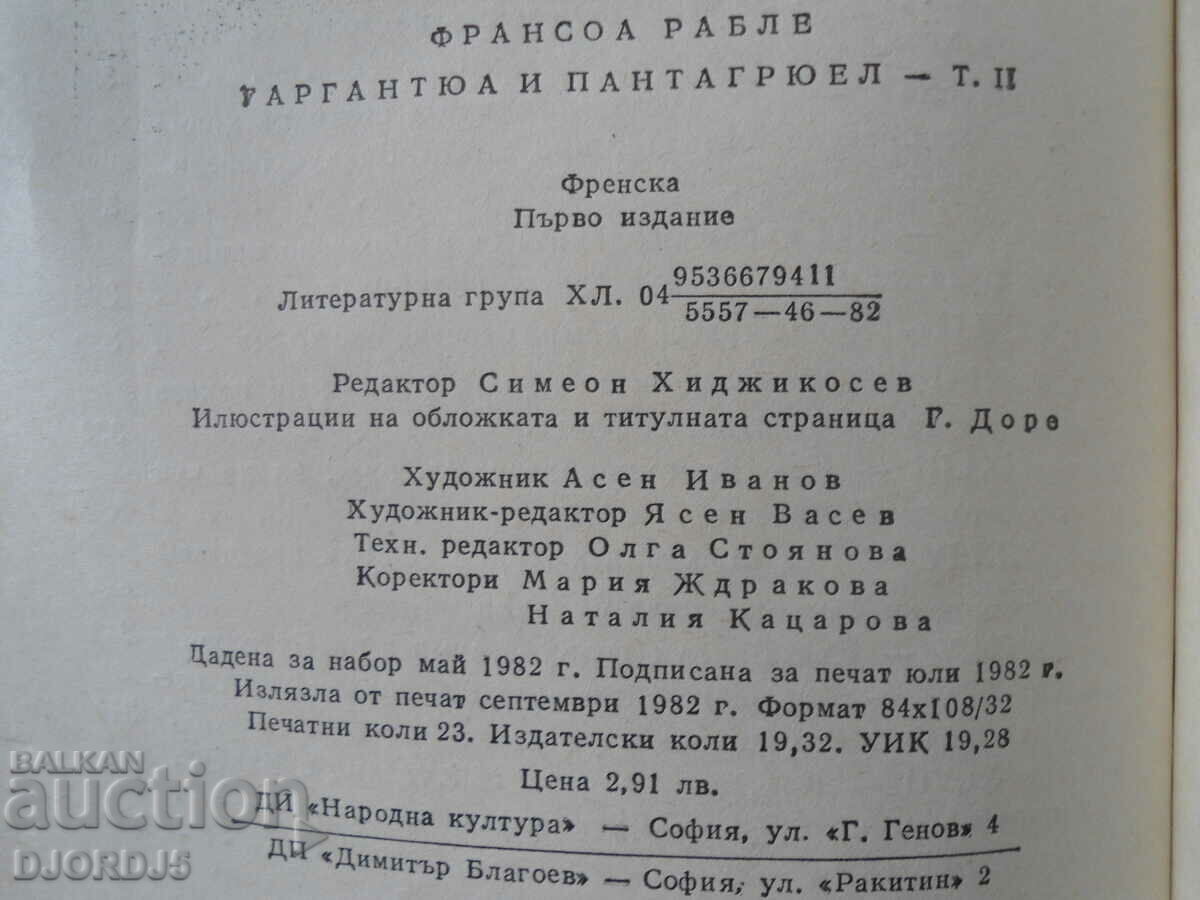 ФРАНСОА РАБЛЕ
ГАРГАНТЮА И ПАНТАГРЮЕЛ — Т. II
Френска
Първо издание
Литературна група ХЛ. 04 9536679411
5557—46—82
Редактор Симеон Хиджикосев
Илюстрации на обложката и титулната страница Г. Доре
Художник Асен Иванов
Художник-редактор Ясен Васев
Техн. редактор Олга Стоянова
Коректори Мария Ждракова
Наталия Кацарова
Дадена за набор май 1982 г. Подписана за печат юли 1982 г.
Излязла от печат септември 1982 г. Формат 84х108/32
Печатни коли 23. Издателски коли 19,32. УИК 19,28
Цена 2,91 лв.
ДИ «Народна култура» — София, ул. «Г. Генов» 4
ДИ «Димитър Благоев» — София, ул. «Ракитин» 2
BALKAN
auction
DJORDJ5